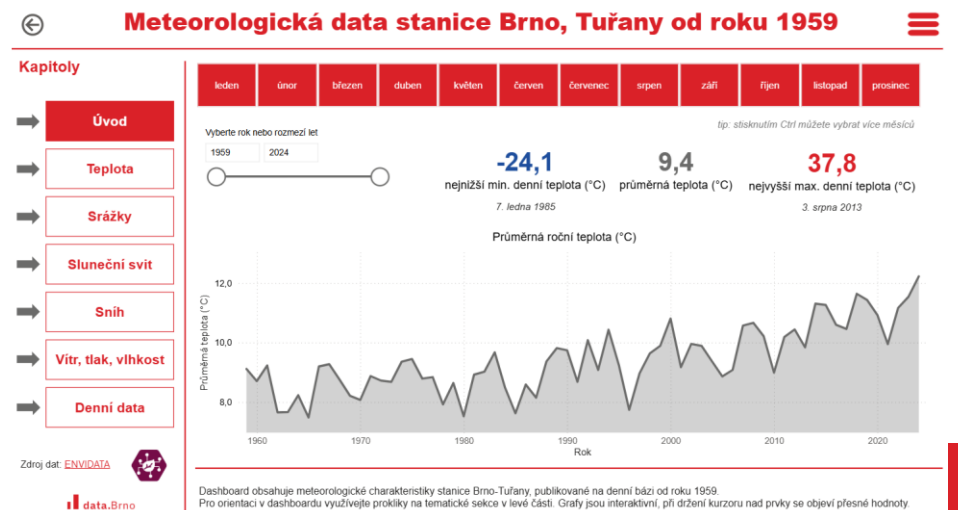 Meteorologická data stanice Brno, Tuřany od roku 1959
Kapitoly
Úvod
Teplota
Srážky
Sluneční svit
Sníh
Vítr, tlak, vlhkost
Denní data
Zdroj dat: ENVIDATA
data.Brno
leden únor březen duben květen červen červenec srpen září říjen listopad prosinec
tip: stisknutím Ctrl můžete vybrat více měsíců
Vyberte rok nebo rozmezí let
1959 2024
-24,1
nejnižší min. denní teplota (°C)
7. ledna 1985
9,4
průměrná teplota (°C)
37,8
nejvyšší max. denní teplota (°C)
3. srpna 2013
Průměrná roční teplota (°C)
Průměrná teplota (°C)
12,0
10,0
8,0
1960 1970 1980 1990 2000 2010 2020
Rok
Dashboard obsahuje meteorologické charakteristiky stanice Brno-Tuřany, publikované na denní bázi od roku 1959.
Pro orientaci v dashboardu využívejte prokliky na tematické sekce v levé části. Grafy jsou interaktivní, při držení kurzoru nad prvky se objeví přesné hodnoty.